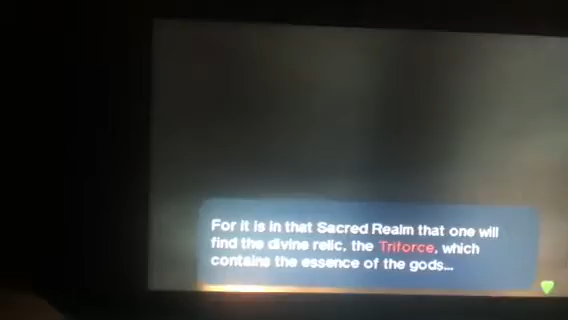 For it is in that Sacred Realm that one will
find the divine relic, the Triforce, which
contains the essence of the gods...